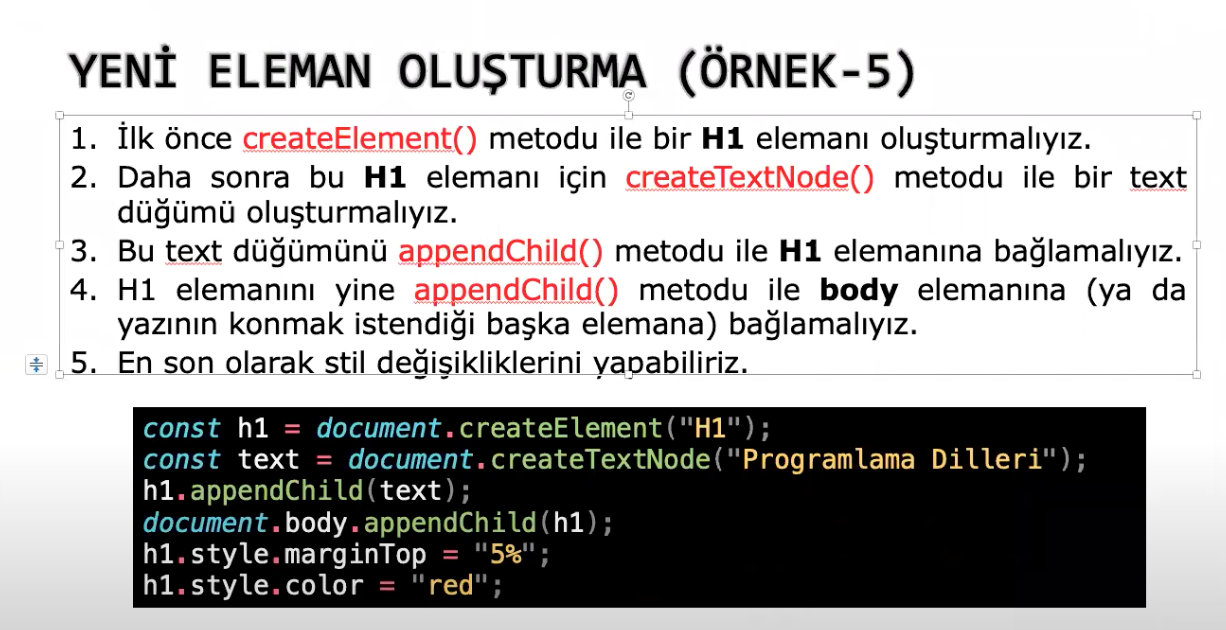 YENİ ELEMAN OLUŞTURMA (ÖRNEK-5)
1. İlk önce createElement() metodu ile bir H1 elemanı oluşturmalıyız.
2. Daha sonra bu H1 elemanı için createTextNode() metodu ile bir text
düğümü oluşturmalıyız.
3. Bu text düğümünü appendChild() metodu ile H1 elemanına bağlamalıyız.
4. H1 elemanını yine appendChild() metodu ile body elemanına (ya da
yazının konmak istendiği başka elemana) bağlamalıyız.
5. En son olarak stil değişikliklerini yapabiliriz.
const h1 = document.createElement("H1");
const text = document.createTextNode("Programlama Dilleri");
h1.appendChild(text);
document.body.appendChild(h1);
h1.style.marginTop = "5%";
h1.style.color = "red";